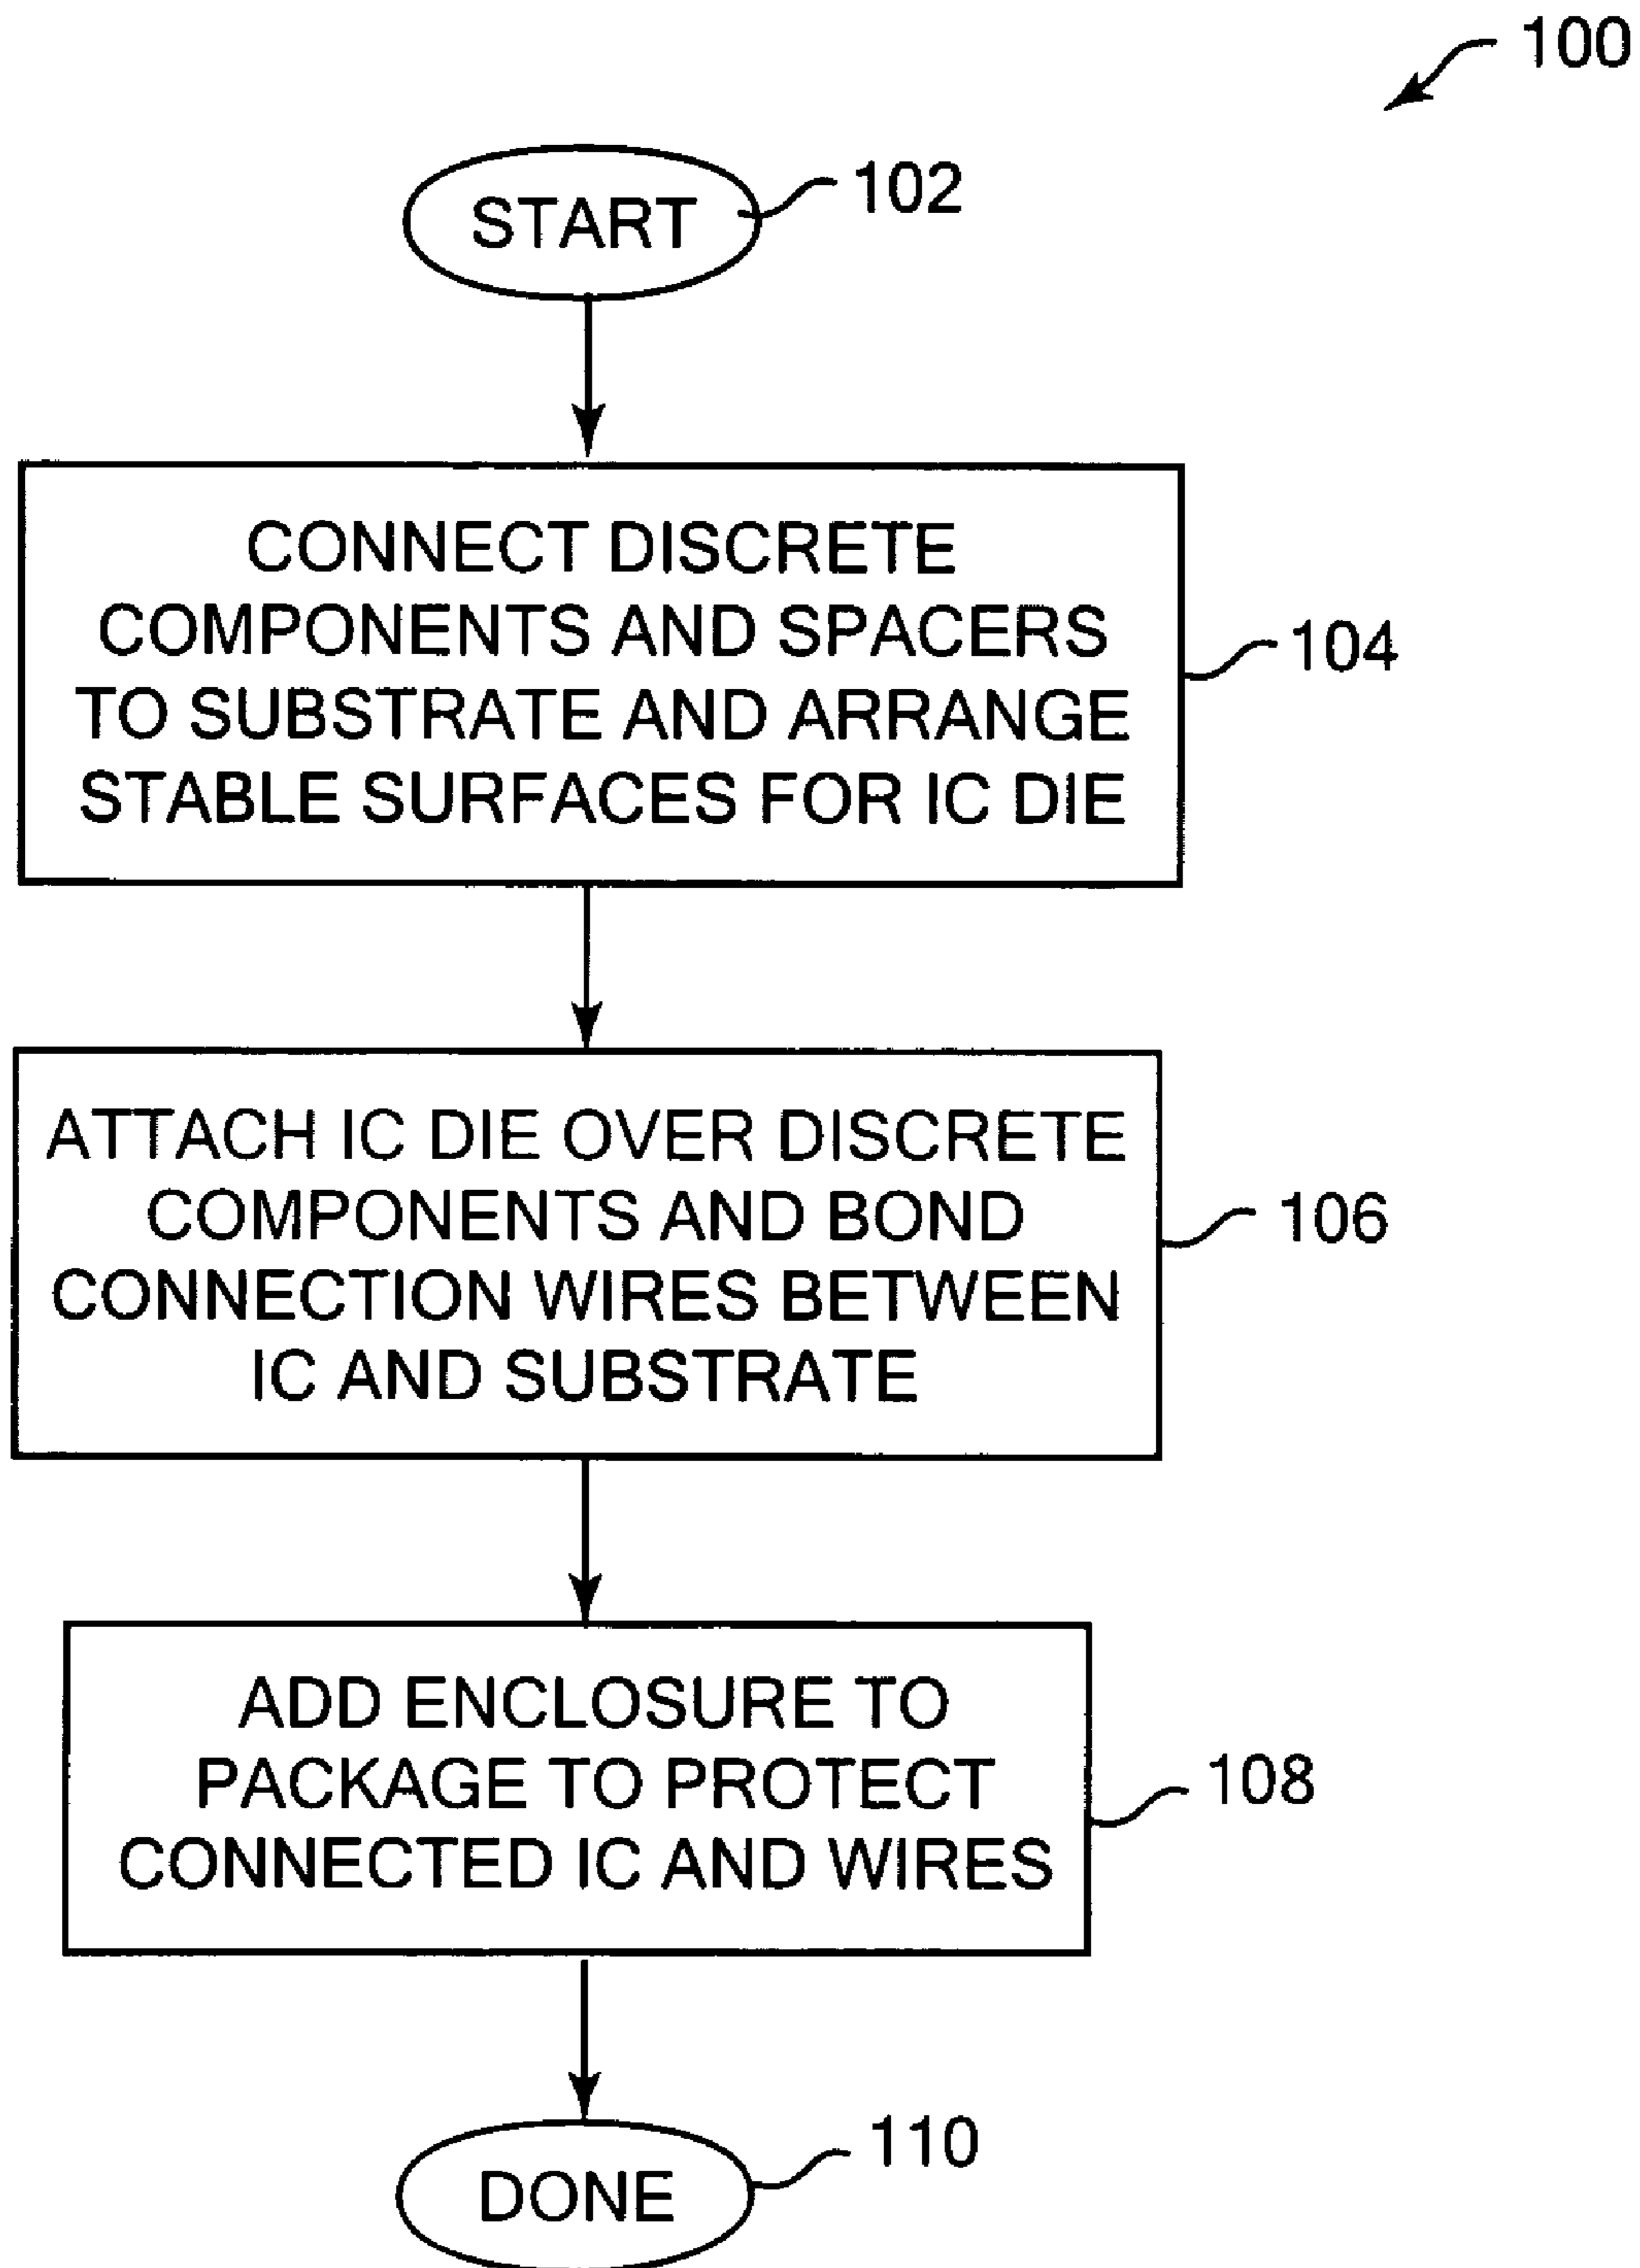 100
START
102
CONNECT DISCRETE
COMPONENTS AND SPACERS
TO SUBSTRATE AND ARRANGE
STABLE SURFACES FOR IC DIE
104
ATTACH IC DIE OVER DISCRETE
COMPONENTS AND BOND
CONNECTION WIRES BETWEEN
IC AND SUBSTRATE
106
ADD ENCLOSURE TO
PACKAGE TO PROTECT
CONNECTED IC AND WIRES
108
DONE
110